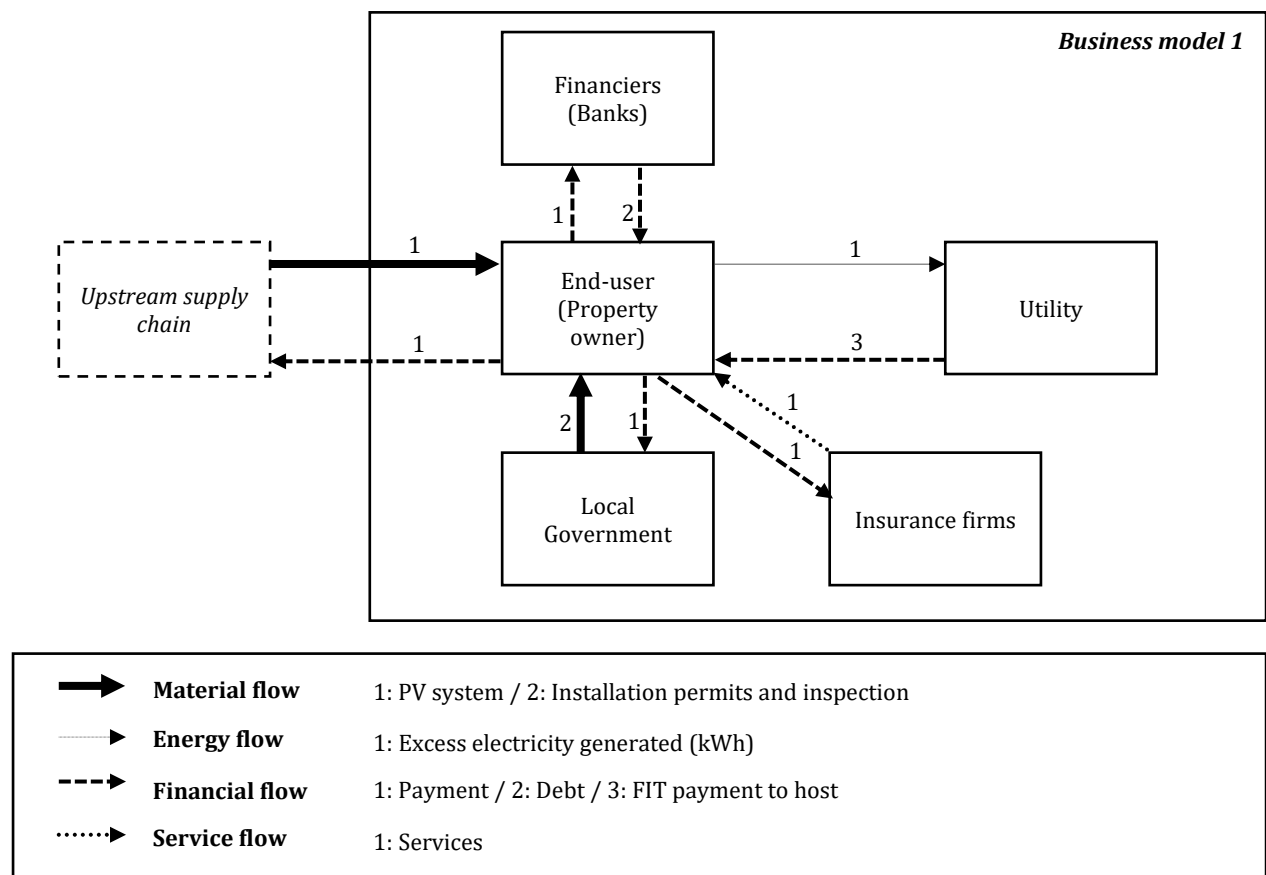 Business model 1
Financiers
(Banks)
1
2
1
1
Upstream supply
chain
End-user
(Property
owner)
Utility
1
3
2
1
1
1
Local
Government
Insurance firms
Material flow 1: PV system / 2: Installation permits and inspection
Energy flow 1: Excess electricity generated (kWh)
Financial flow 1: Payment / 2: Debt / 3: FIT payment to host
Service flow 1: Services